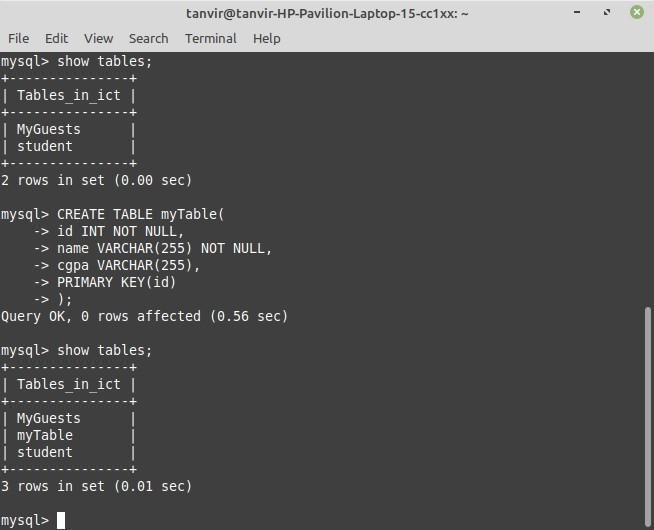 tanvir@tanvir-HP-Pavilion-Laptop-15-cc1xx: ~
File Edit View Search Terminal Help
mysql> show tables;
+---------------+
| Tables_in_ict |
+---------------+
| MyGuests      |
| student       |
+---------------+
2 rows in set (0.00 sec)

mysql> CREATE TABLE myTable(
    -> id INT NOT NULL,
    -> name VARCHAR(255) NOT NULL,
    -> cgpa VARCHAR(255),
    -> PRIMARY KEY(id)
    -> );
Query OK, 0 rows affected (0.56 sec)

mysql> show tables;
+---------------+
| Tables_in_ict |
+---------------+
| MyGuests      |
| myTable       |
| student       |
+---------------+
3 rows in set (0.01 sec)

mysql>